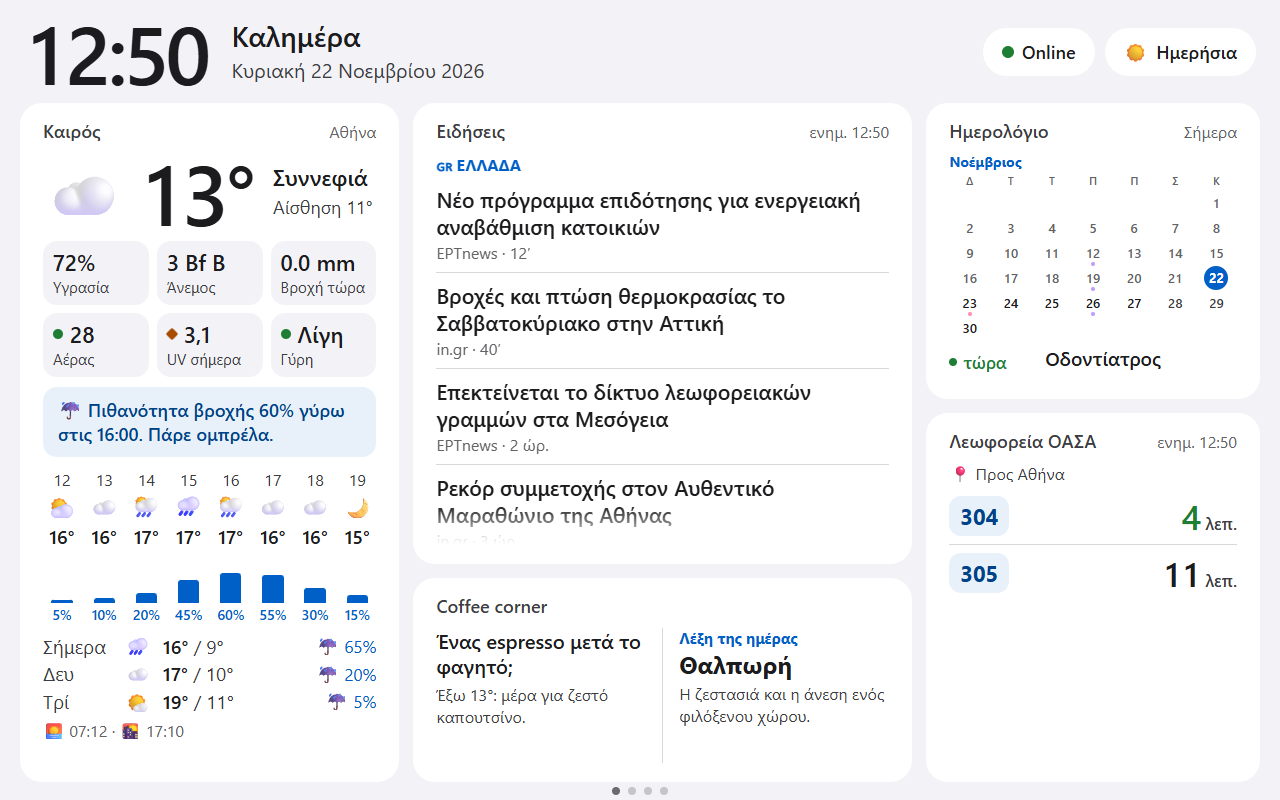 12:50
Καλημέρα
Κυριακή 22 Νοεμβρίου 2026
Online
Ημερήσια
Καιρός
Αθήνα
13°
Συννεφιά
Αίσθηση 11°
72%
Υγρασία
3 Bf Β
Άνεμος
0.0 mm
Βροχή τώρα
28
Αέρας
3,1
UV σήμερα
Λίγη
Γύρη
Πιθανότητα βροχής 60% γύρω
στις 16:00. Πάρε ομπρέλα.
12 13 14 15 16 17 18 19
16° 16° 17° 17° 17° 16° 16° 15°
5% 10% 20% 45% 60% 55% 30% 15%
Σήμερα 16° / 9° 65%
Δευ 17° / 10° 20%
Τρί 19° / 11° 5%
07:12 · 17:10
Ειδήσεις
ενημ. 12:50
GR ΕΛΛΑΔΑ
Νέο πρόγραμμα επιδότησης για ενεργειακή
αναβάθμιση κατοικιών
ΕΡΤnews · 12′
Βροχές και πτώση θερμοκρασίας το
Σαββατοκύριακο στην Αττική
in.gr · 40′
Επεκτείνεται το δίκτυο λεωφορειακών
γραμμών στα Μεσόγεια
ΕΡΤnews · 2 ώρ.
Ρεκόρ συμμετοχής στον Αυθεντικό
Μαραθώνιο της Αθήνας
in.gr · 3 ώρ.
Coffee corner
Ένας espresso μετά το
φαγητό;
Έξω 13°: μέρα για ζεστό
καπουτσίνο.
Λέξη της ημέρας
Θαλπωρή
Η ζεστασιά και η άνεση ενός
φιλόξενου χώρου.
Ημερολόγιο
Σήμερα
Νοέμβριος
Δ Τ Τ Π Π Σ Κ
1
2 3 4 5 6 7 8
9 10 11 12 13 14 15
16 17 18 19 20 21 22
23 24 25 26 27 28 29
30
τώρα Οδοντίατρος
Λεωφορεία ΟΑΣΑ
ενημ. 12:50
Προς Αθήνα
304 4 λεπ.
305 11 λεπ.